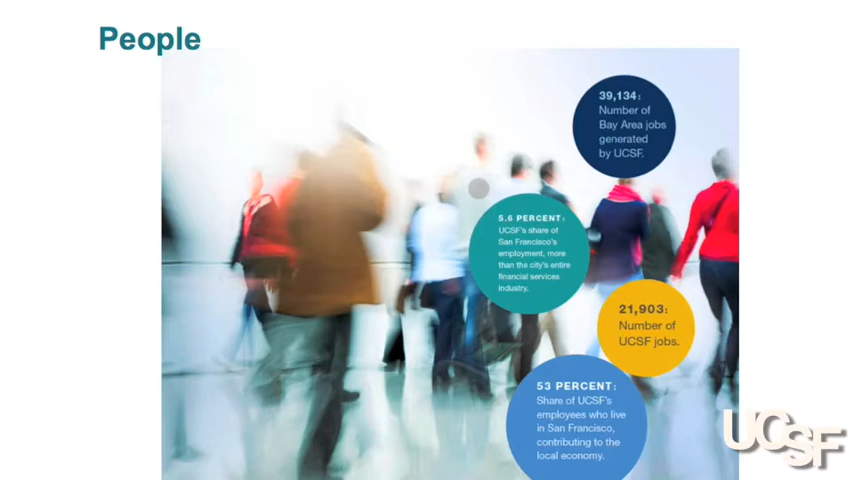 People
39,134:
Number of
Bay Area jobs
generated
by UCSF.
5.6 PERCENT:
UCSF's share of
San Francisco's
employment, more
than the city's entire
financial services
industry.
21,903:
Number of
UCSF jobs.
53 PERCENT:
Share of UCSF's
employees who live
in San Francisco,
contributing to the
local economy.
UCSF